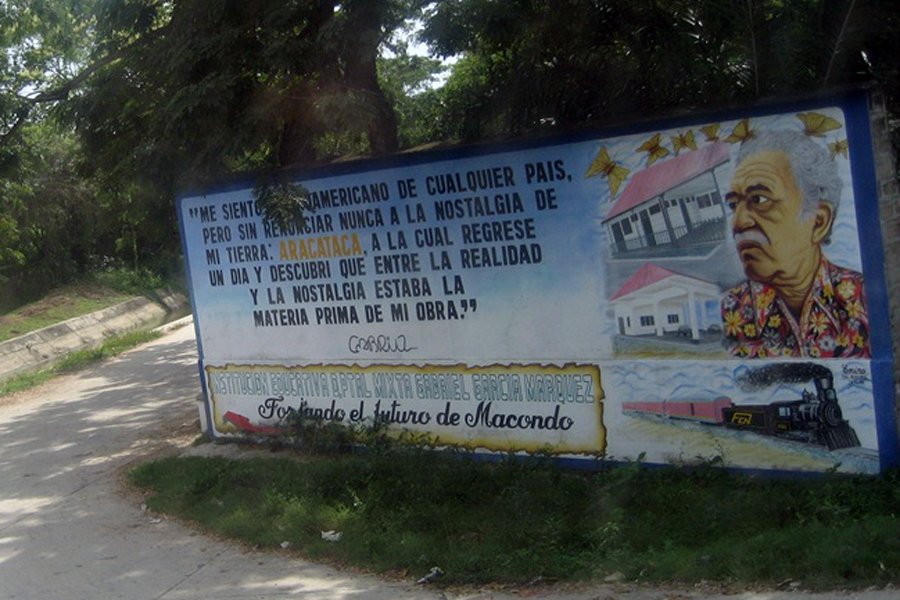 "ME SIENTO AMERICANO DE CUALQUIER PAIS,
PERO SIN RENUNCIAR NUNCA A LA NOSTALGIA DE
MI TIERRA: ARACATACA, A LA CUAL REGRESE
UN DIA Y DESCUBRI QUE ENTRE LA REALIDAD
Y LA NOSTALGIA ESTABA LA
MATERIA PRIMA DE MI OBRA."
INSTITUCION EDUCATIVA D.PTAL MIXTA GABRIEL GARCIA MARQUEZ
Forjando el futuro de Macondo
FCN